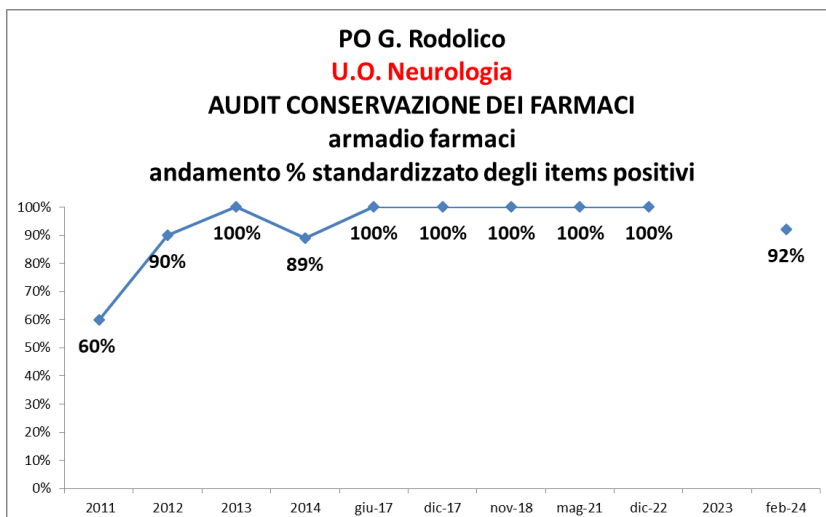 PO G. Rodolico
U.O. Neurologia
AUDIT CONSERVAZIONE DEI FARMACI
armadio farmaci
andamento % standardizzato degli items positivi
100%
90%
80%
70%
60%
50%
40%
30%
20%
10%
0%
60%
90%
100%
89%
100%
100%
100%
100%
100%
92%
2011
2012
2013
2014
giu-17
dic-17
nov-18
mag-21
dic-22
2023
feb-24